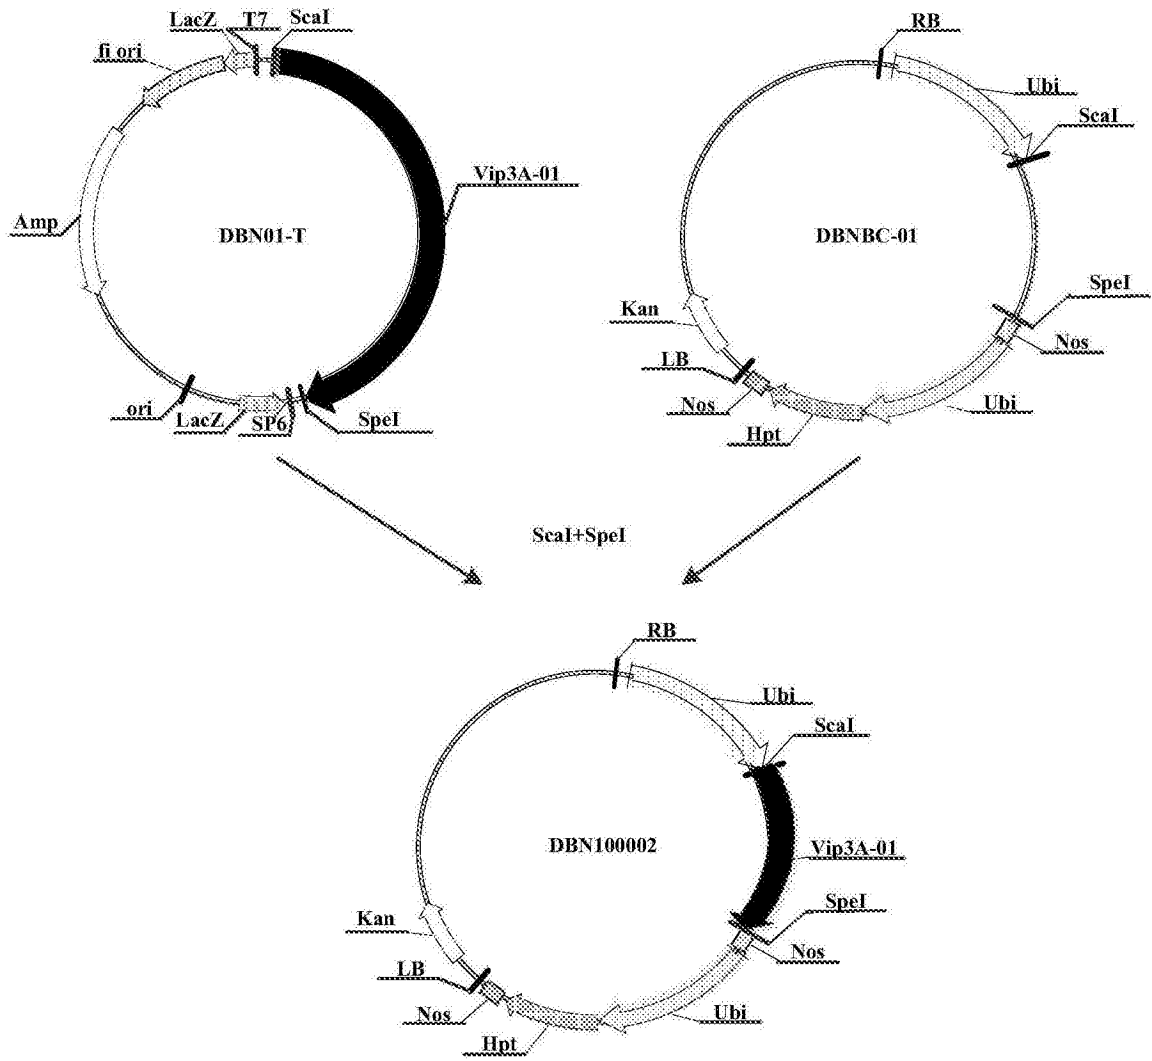 LacZ
T7
ScaI
fi ori
Vip3A-01
Amp
DBN01-T
ori
LacZ
SP6
SpeI
RB
Ubi
ScaI
DBNBC-01
SpeI
Kan
Nos
LB
Nos
Ubi
Hpt
ScaI+SpeI
RB
Ubi
ScaI
DBN100002
Vip3A-01
SpeI
Kan
Nos
LB
Nos
Ubi
Hpt